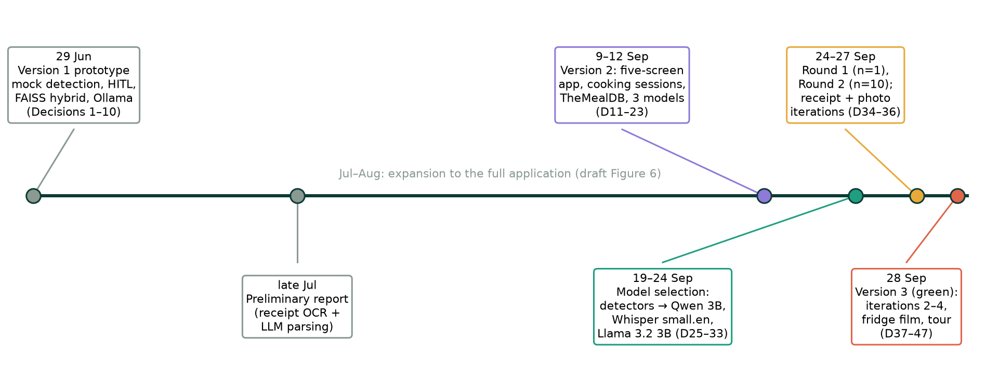 29 Jun
Version 1 prototype
mock detection, HITL,
FAISS hybrid, Ollama
(Decisions 1–10)
9–12 Sep
Version 2: five-screen
app, cooking sessions,
TheMealDB, 3 models
(D11–23)
24–27 Sep
Round 1 (n=1),
Round 2 (n=10);
receipt + photo
iterations (D34–36)
Jul–Aug: expansion to the full application (draft Figure 6)
late Jul
Preliminary report
(receipt OCR +
LLM parsing)
19–24 Sep
Model selection:
detectors → Qwen 3B,
Whisper small.en,
Llama 3.2 3B (D25–33)
28 Sep
Version 3 (green):
iterations 2–4,
fridge film, tour
(D37–47)